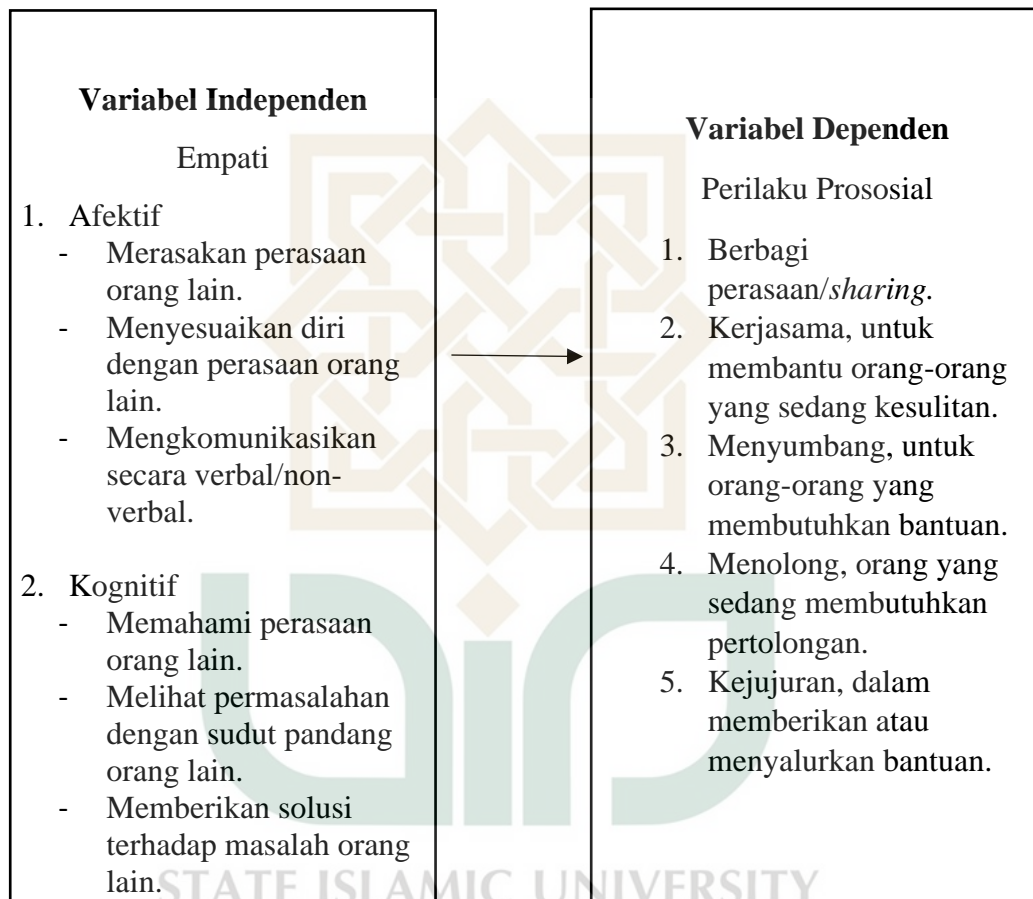 Variabel Independen
Empati
1. Afektif
- Merasakan perasaan
orang lain.
- Menyesuaikan diri
dengan perasaan orang
lain.
- Mengkomunikasikan
secara verbal/non-
verbal.
2. Kognitif
- Memahami perasaan
orang lain.
- Melihat permasalahan
dengan sudut pandang
orang lain.
- Memberikan solusi
terhadap masalah orang
lain.
Variabel Dependen
Perilaku Prososial
1. Berbagi
perasaan/sharing.
2. Kerjasama, untuk
membantu orang-orang
yang sedang kesulitan.
3. Menyumbang, untuk
orang-orang yang
membutuhkan bantuan.
4. Menolong, orang yang
sedang membutuhkan
pertolongan.
5. Kejujuran, dalam
memberikan atau
menyalurkan bantuan.
STATE ISLAMIC UNIVERSITY